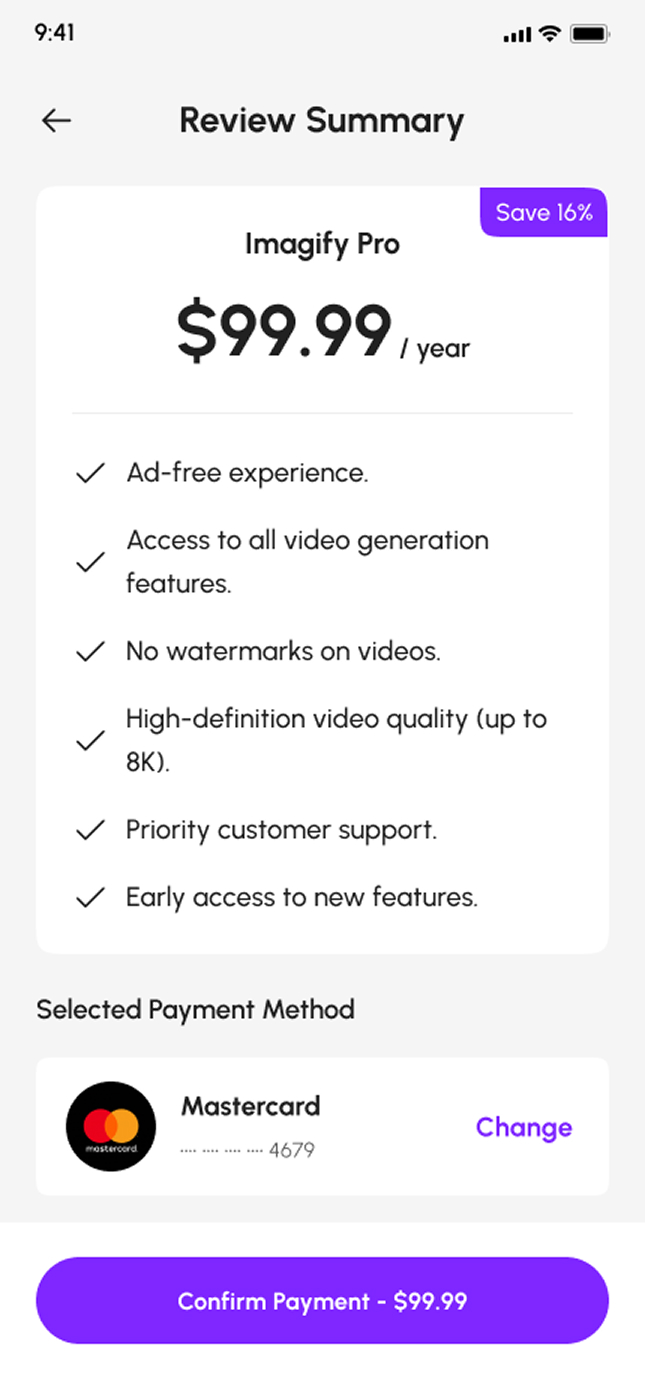 9:41
Review Summary
Save 16%
Imagify Pro
$99.99 / year
Ad-free experience.
Access to all video generation
features.
No watermarks on videos.
High-definition video quality (up to
8K).
Priority customer support.
Early access to new features.
Selected Payment Method
mastercard
Mastercard
.... .... .... .... 4679
Change
Confirm Payment - $99.99